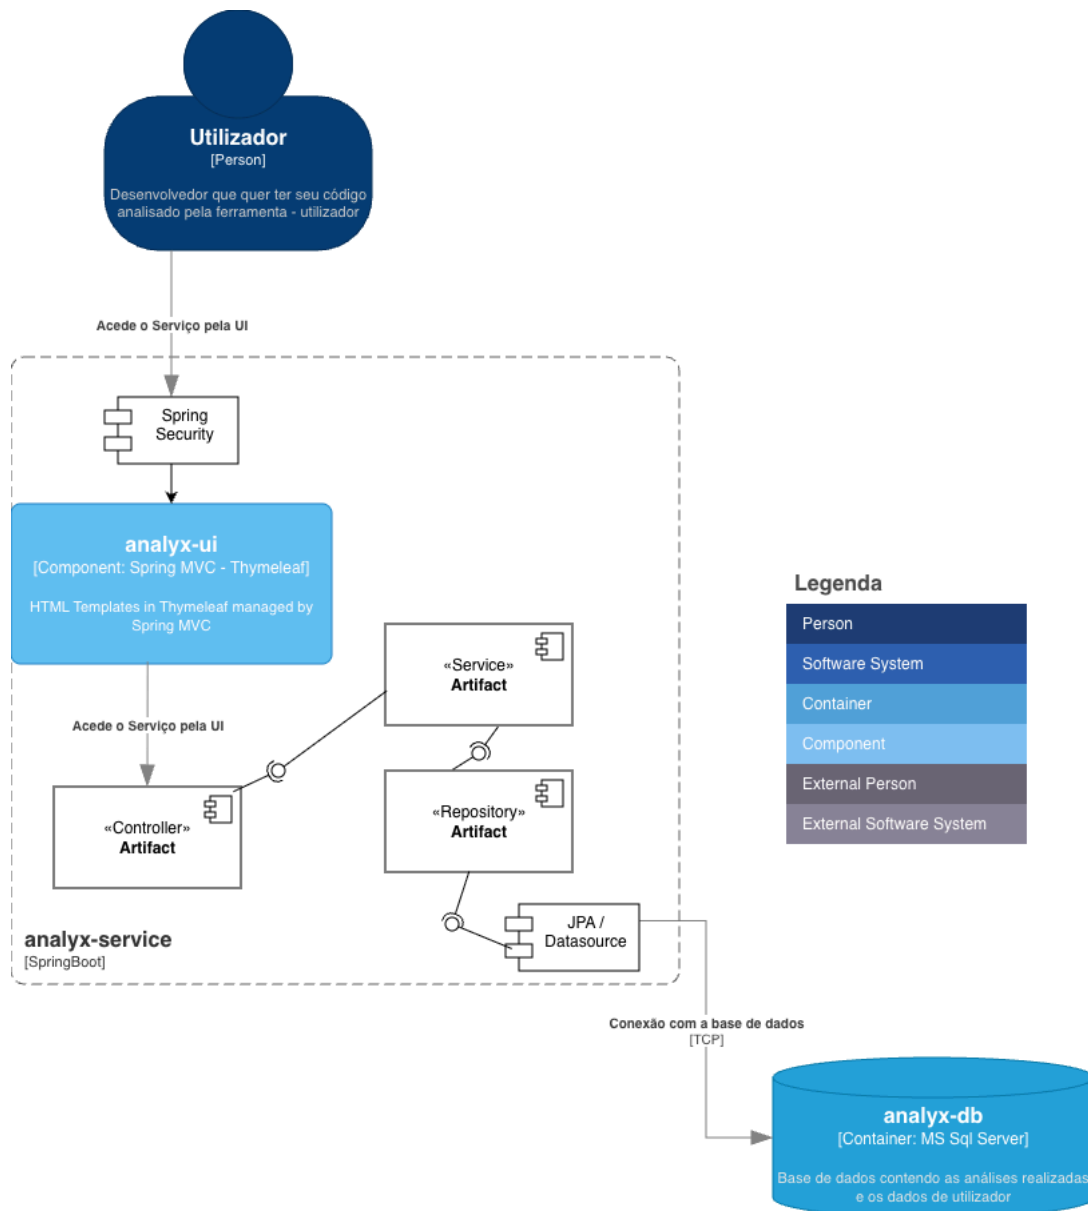 Utilizador
[Person]
Desenvolvedor que quer ter seu código
analisado pela ferramenta - utilizador
Acede o Serviço pela UI
Spring
Security
analyx-ui
[Component: Spring MVC - Thymeleaf]
HTML Templates in Thymeleaf managed by
Spring MVC
Acede o Serviço pela UI
«Service»
Artifact
«Controller»
Artifact
«Repository»
Artifact
JPA /
Datasource
analyx-service
[SpringBoot]
Legenda
Person
Software System
Container
Component
External Person
External Software System
Conexão com a base de dados
[TCP]
analyx-db
[Container: MS Sql Server]
Base de dados contendo as análises realizadas
e os dados de utilizador